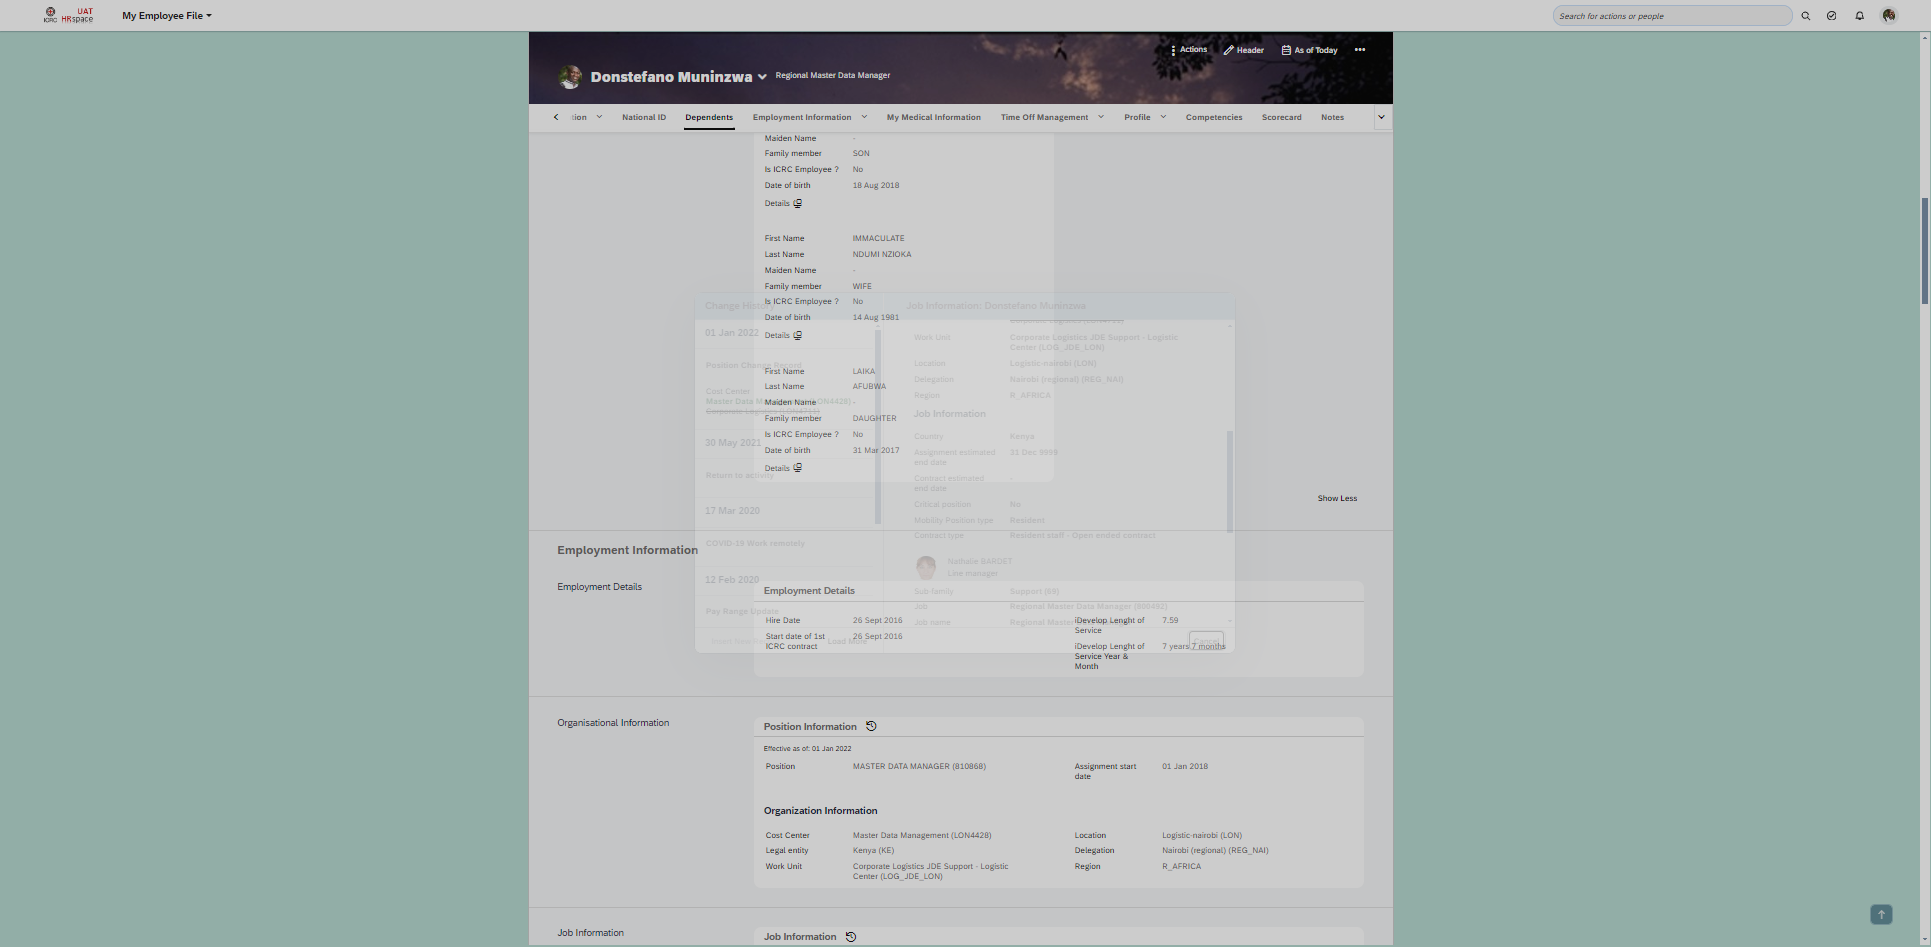 ICRC
UAT
HRspace
My Employee File
Search for actions or people
Actions
Header
As of Today
Donstefano Muninzwa
Regional Master Data Manager
tion
National ID
Dependents
Employment Information
My Medical Information
Time Off Management
Profile
Competencies
Scorecard
Notes
Maiden Name -
Family member SON
Is ICRC Employee ? No
Date of birth 18 Aug 2018
Details
First Name IMMACULATE
Last Name NDUMI NZIOKA
Maiden Name -
Family member WIFE
Is ICRC Employee ? No
Date of birth 14 Aug 1981
Details
First Name LAIKA
Last Name AFUBWA
Maiden Name -
Family member DAUGHTER
Is ICRC Employee ? No
Date of birth 31 Mar 2017
Details
Show Less
Change History
01 Jan 2022
Position Change Record
Cost Center
Master Data (LON4428)
Corporate Logistics
30 May 2021
Return to activity
17 Mar 2020
COVID-19 Work remotely
12 Feb 2020
Pay Range Update
Load More
Job Information: Donstefano Muninzwa
Work Unit Corporate Logistics JDE Support - Logistic
Center (LOG_JDE_LON)
Location Logistic-nairobi (LON)
Delegation Nairobi (regional) (REG_NAI)
Region R_AFRICA
Job Information
Country Kenya
Assignment estimated 31 Dec 9999
end date
Contract estimated -
end date
Critical position No
Mobility Position type Resident
Contract type Resident staff - Open ended contract
Nathalie BARDET
Line manager
Sub family Support (S9)
Job Regional Master Data Manager (806492)
Job name Regional Master
Cancel
Employment Information
Employment Details
Employment Details
Hire Date 26 Sept 2016
Start date of 1st 26 Sept 2016
ICRC contract
iDevelop Lenght of 7.59
Service
iDevelop Lenght of 7 years 7 months
Service Year &
Month
Organisational Information
Position Information
Effective as of: 01 Jan 2022
Position MASTER DATA MANAGER (810868)
Assignment start 01 Jan 2018
date
Organization Information
Cost Center Master Data Management (LON4428)
Location Logistic-nairobi (LON)
Legal entity Kenya (KE)
Delegation Nairobi (regional) (REG_NAI)
Work Unit Corporate Logistics JDE Support - Logistic
Center (LOG_JDE_LON)
Region R_AFRICA
Job Information
Job Information